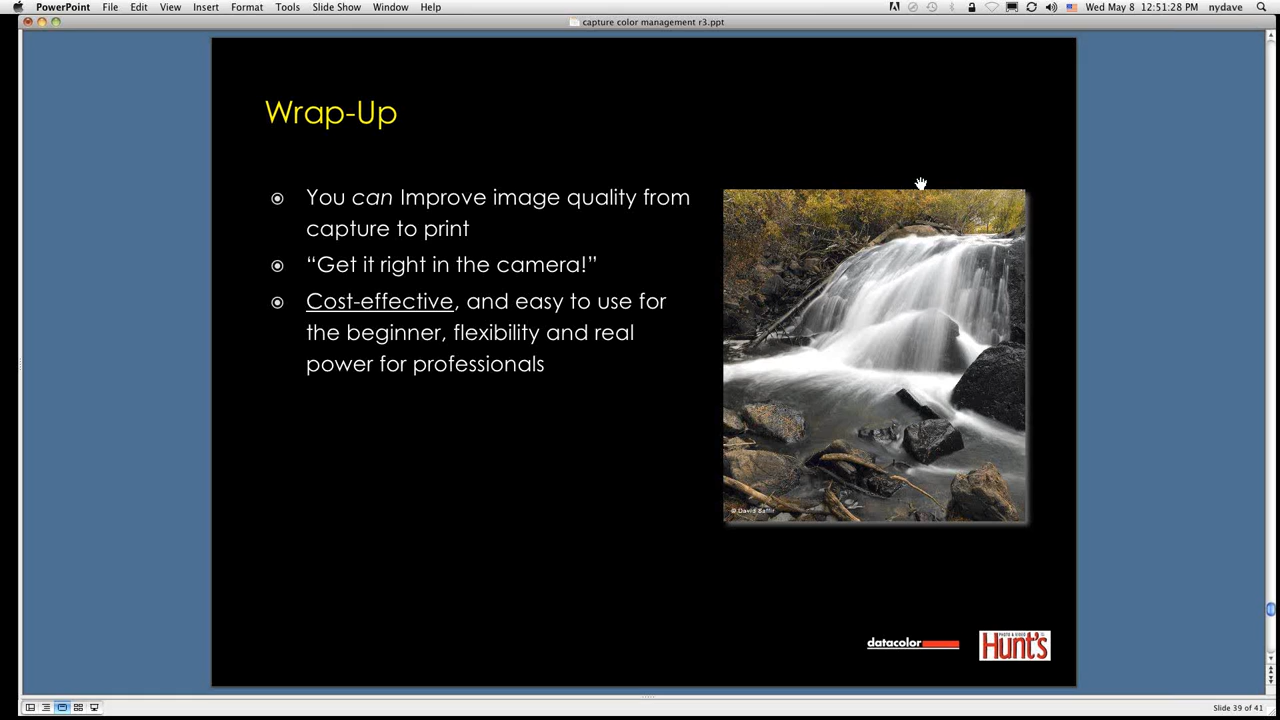 PowerPoint File Edit View Insert Format Tools Slide Show Window Help Wed May 8 12:51:28 PM nydave
capture color management r3.ppt
Wrap-Up
You can Improve image quality from
capture to print
“Get it right in the camera!”
Cost-effective, and easy to use for
the beginner, flexibility and real
power for professionals
© David Saffir
datacolor
PHOTO & VIDEO
Hunt's
Slide 39 of 41